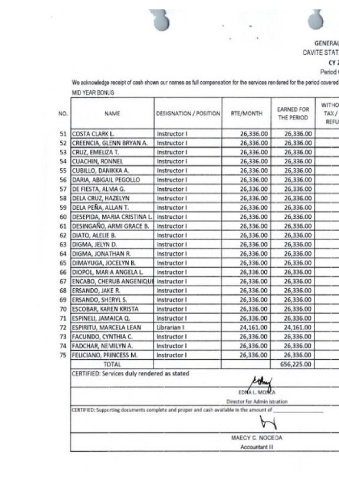 GENERAL
CAVITE STAT
CY 2
Period
We acknowledge receipt of cash shown our names as full compensation for the services rendered for the period covered
MID YEAR BONUS
NO. NAME DESIGNATION / POSITION RTE/MONTH EARNED FOR THE PERIOD WITHO TAX / REFU
51 COSTA CLARK L. Instructor I 26,336.00 26,336.00
52 CREENCIA, GLENN BRYAN A. Instructor I 26,336.00 26,336.00
53 CRUZ, EMELIZA T. Instructor I 26,336.00 26,336.00
54 CUACHIN, RONNEL Instructor I 26,336.00 26,336.00
55 CUBILLO, DANIKKA A. Instructor I 26,336.00 26,336.00
56 DARIA, ABIGAIL PEGOLLO Instructor I 26,336.00 26,336.00
57 DE FIESTA, ALMA G. Instructor I 26,336.00 26,336.00
58 DELA CRUZ, HAZELYN Instructor I 26,336.00 26,336.00
59 DELA PEÑA, ALLAN T. Instructor I 26,336.00 26,336.00
60 DESEPIDA, MARIA CRISTINA L. Instructor I 26,336.00 26,336.00
61 DESINGAÑO, ARMI GRACE B. Instructor I 26,336.00 26,336.00
62 DIATO, ALELIE B. Instructor I 26,336.00 26,336.00
63 DIGMA, JELYN D. Instructor I 26,336.00 26,336.00
64 DIGMA, JONATHAN R. Instructor I 26,336.00 26,336.00
65 DIMAYUGA, JOCELYN B. Instructor I 26,336.00 26,336.00
66 DIOPOL, MAR A ANGELA L. Instructor I 26,336.00 26,336.00
67 ENCABO, CHERUB ANGENIQUE Instructor I 26,336.00 26,336.00
68 ERSANDO, JAKE R. Instructor I 26,336.00 26,336.00
69 ERSANDO, SHERYL S. Instructor I 26,336.00 26,336.00
70 ESCOBAR, KAREN KRISTA Instructor I 26,336.00 26,336.00
71 ESPINELI, JAMAICA Q. Instructor I 26,336.00 26,336.00
72 ESPIRITU, MARCELA LEAN Librarian I 24,161.00 24,161.00
73 FACUNDO, CYNTHIA C. Instructor I 26,336.00 26,336.00
74 FADCHAR, NEMILYN A. Instructor I 26,336.00 26,336.00
75 FELICIANO, PRINCESS M. Instructor I 26,336.00 26,336.00
TOTAL 656,225.00
CERTIFIED: Services duly rendered as stated
EDNA L. MOJICA
Director for Admin istration
CERTIFIED: Supporting documents complete and proper and cash available in the amount of
MAECY C. NOCEDA
Accountant III